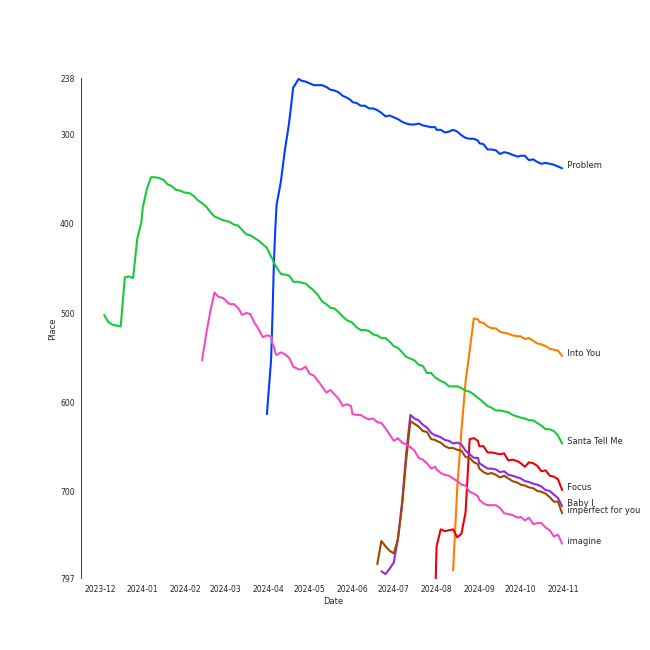 238
300
400
500
600
700
797
Place
2023-12
2024-01
2024-02
2024-03
2024-04
2024-05
2024-06
2024-07
2024-08
2024-09
2024-10
2024-11
Date
Problem
Into You
Santa Tell Me
Focus
Baby I
imperfect for you
imagine